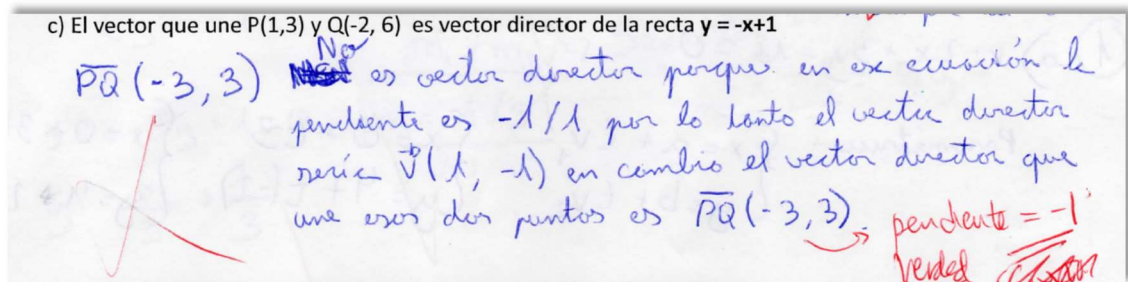 c) El vector que une P(1,3) y Q(-2, 6) es vector director de la recta y = -x+1
No
PQ (-3, 3) es vector director porque en esa ecuación la
pendiente es -1/1 por lo tanto el vector director
sería V(1, -1) en cambio el vector director que
une esos dos puntos es PQ(-3, 3).
pendiente = -1
Verdad